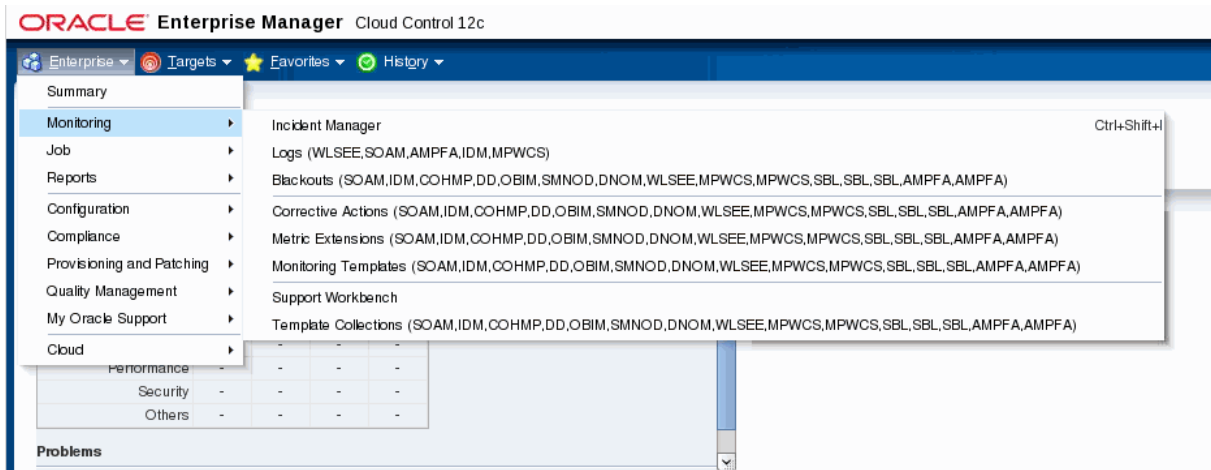 ORACLE Enterprise Manager Cloud Control 12c
Enterprise Targets Favorites History
Summary
Monitoring
Job
Reports
Configuration
Compliance
Provisioning and Patching
Quality Management
My Oracle Support
Cloud
Incident Manager Ctrl+Shift+I
Logs (WLSEE,SOAM,AMPFA,IDM,MPWCS)
Blackouts (SOAM,IDM,COHMP,DD,OBIM,SMNOD,DNOM,WLSEE,MPWCS,MPWCS,SBL,SBL,SBL,AMPFA,AMPFA)
Corrective Actions (SOAM,IDM,COHMP,DD,OBIM,SMNOD,DNOM,WLSEE,MPWCS,MPWCS,SBL,SBL,SBL,AMPFA,AMPFA)
Metric Extensions (SOAM,IDM,COHMP,DD,OBIM,SMNOD,DNOM,WLSEE,MPWCS,MPWCS,SBL,SBL,SBL,AMPFA,AMPFA)
Monitoring Templates (SOAM,IDM,COHMP,DD,OBIM,SMNOD,DNOM,WLSEE,MPWCS,MPWCS,SBL,SBL,SBL,AMPFA,AMPFA)
Support Workbench
Template Collections (SOAM,IDM,COHMP,DD,OBIM,SMNOD,DNOM,WLSEE,MPWCS,MPWCS,SBL,SBL,SBL,AMPFA,AMPFA)
- - - -
Performance - - - -
Security - - - -
Others - - - -
Problems